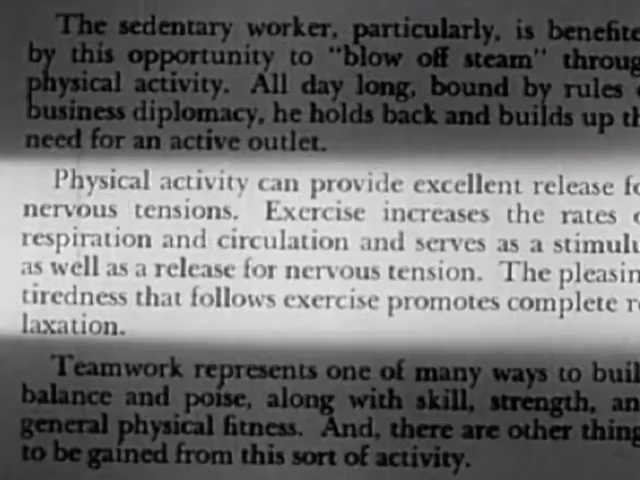 The sedentary worker, particularly, is benefite
by this opportunity to "blow off steam" throug
physical activity. All day long, bound by rules o
business diplomacy, he holds back and builds up th
need for an active outlet.
Physical activity can provide excellent release fo
nervous tensions. Exercise increases the rates o
respiration and circulation and serves as a stimulu
as well as a release for nervous tension. The pleasin
tiredness that follows exercise promotes complete re
laxation.
Teamwork represents one of many ways to buil
balance and poise, along with skill, strength, an
general physical fitness. And, there are other thing
to be gained from this sort of activity.